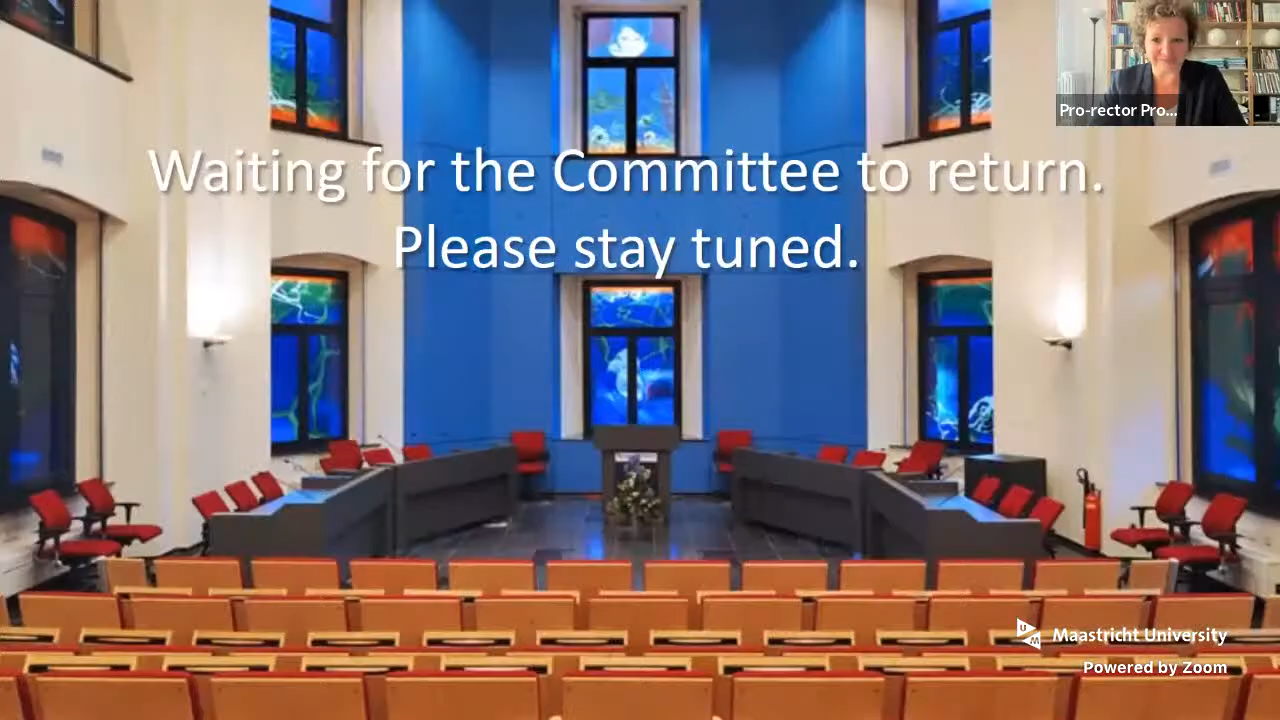 Pro-rector Pro...
Waiting for the Committee to return.
Please stay tuned.
Maastricht University
Powered by Zoom